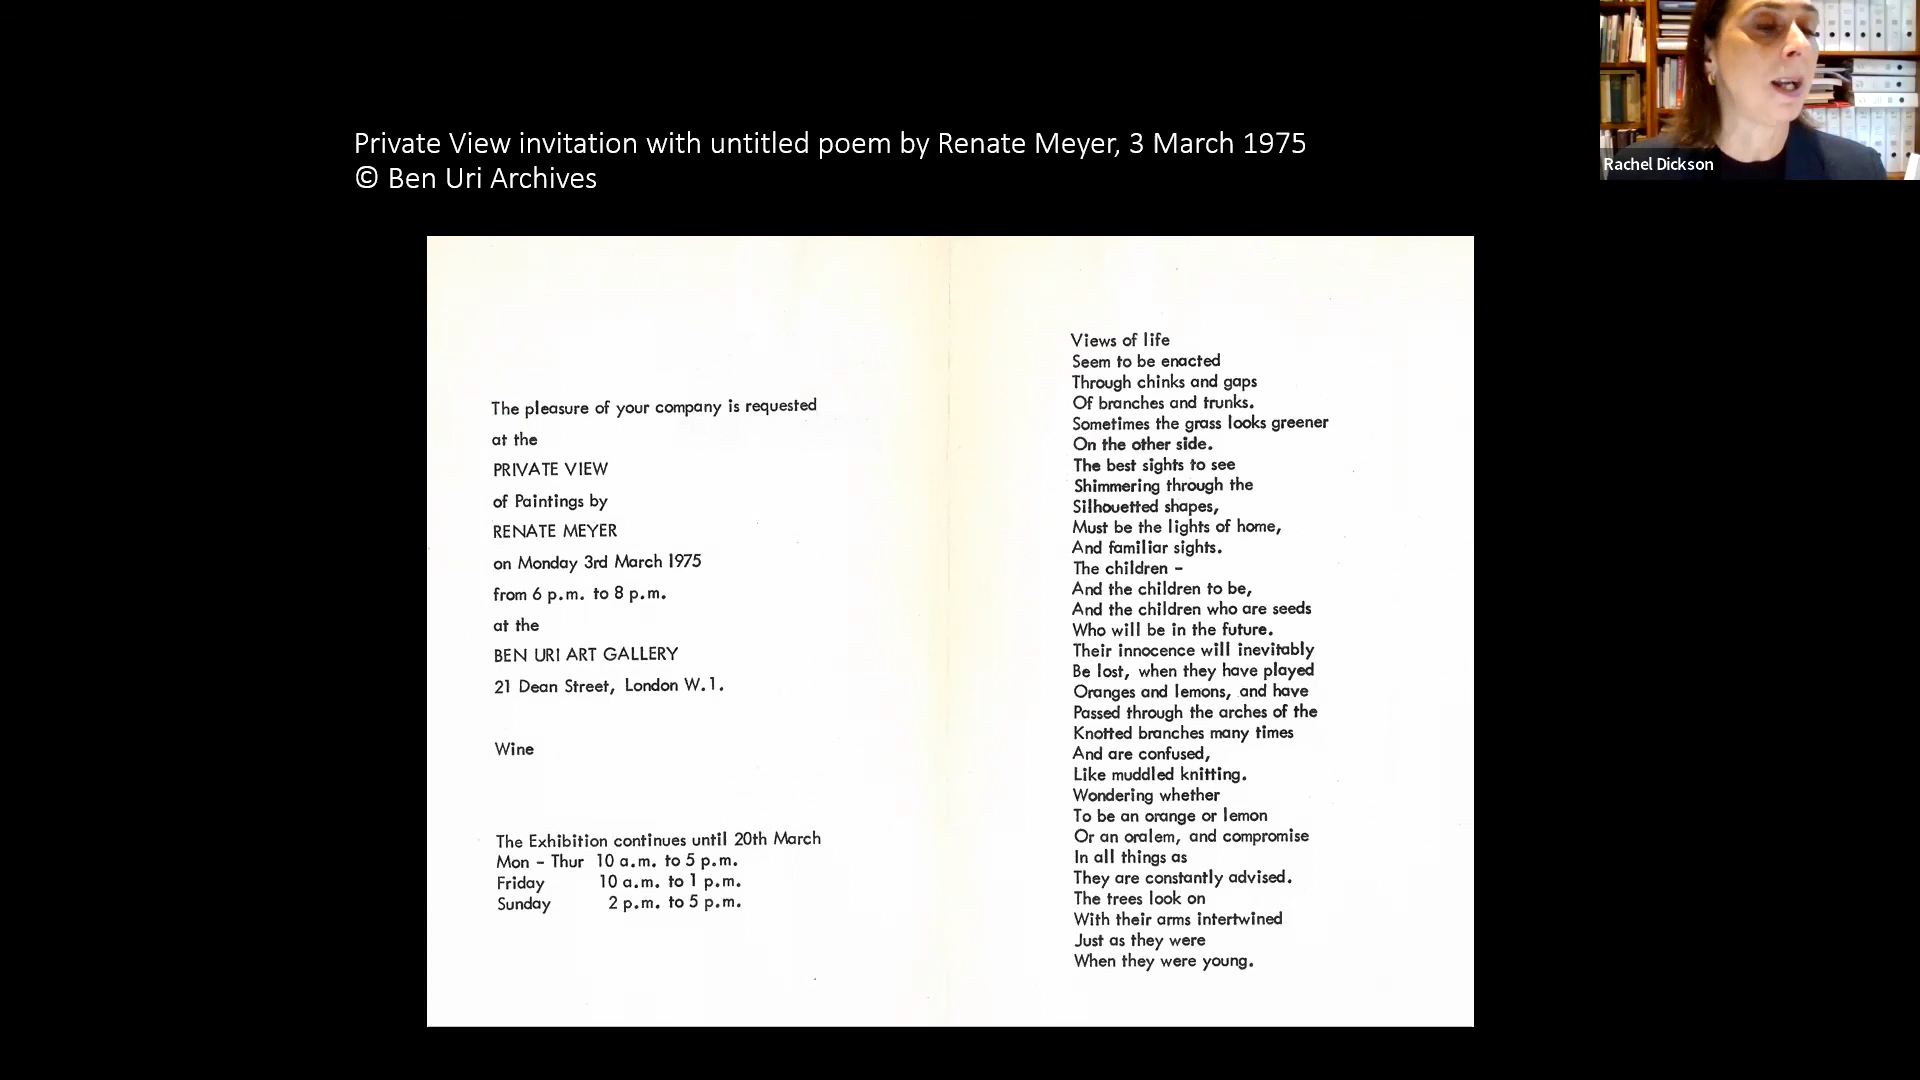 Private View invitation with untitled poem by Renate Meyer, 3 March 1975
© Ben Uri Archives
Rachel Dickson
The pleasure of your company is requested
at the
PRIVATE VIEW
of Paintings by
RENATE MEYER
on Monday 3rd March 1975
from 6 p.m. to 8 p.m.
at the
BEN URI ART GALLERY
21 Dean Street, London W.1.
Wine
The Exhibition continues until 20th March
Mon - Thur 10 a.m. to 5 p.m.
Friday 10 a.m. to 1 p.m.
Sunday 2 p.m. to 5 p.m.
Views of life
Seem to be enacted
Through chinks and gaps
Of branches and trunks.
Sometimes the grass looks greener
On the other side.
The best sights to see
Shimmering through the
Silhouetted shapes,
Must be the lights of home,
And familiar sights.
The children -
And the children to be,
And the children who are seeds
Who will be in the future.
Their innocence will inevitably
Be lost, when they have played
Oranges and lemons, and have
Passed through the arches of the
Knotted branches many times
And are confused,
Like muddled knitting.
Wondering whether
To be an orange or lemon
Or an oralem, and compromise
In all things as
They are constantly advised.
The trees look on
With their arms intertwined
Just as they were
When they were young.